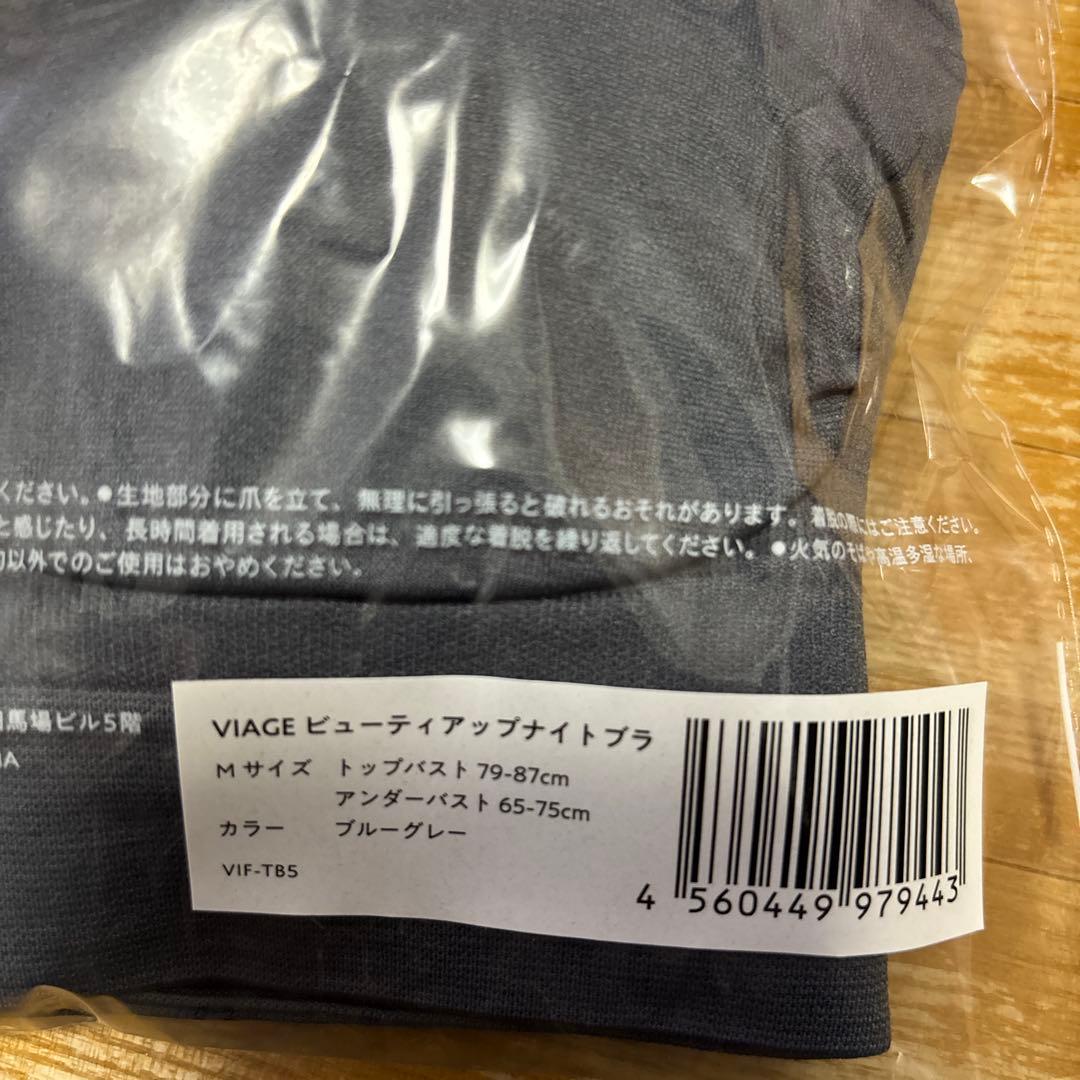 ください。●生地部分に爪を立て、無理に引っ張ると破れるおそれがあります。着脱の際にはご注意ください。
と感じたり、長時間着用される場合は、適度な着脱を繰り返してください。●火気のそばや高温多湿な場所、
以外でのご使用はおやめください。
馬場ビル5階
VIAGE ビューティアップナイトブラ
M サイズ トップバスト 79-87cm
アンダーバスト 65-75cm
カラー ブルーグレー
VIF-TB5
4 560449 979443